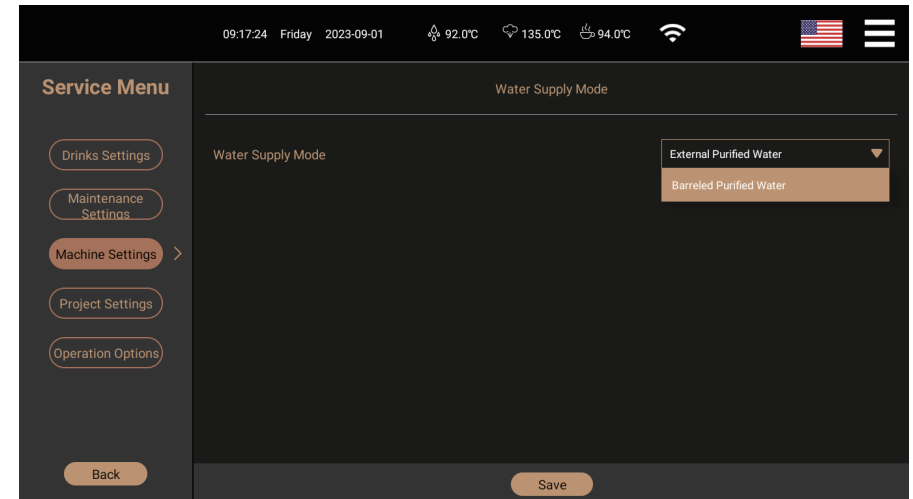 09:17:24 Friday 2023-09-01 92.0℃ 135.0℃ 94.0℃
Service Menu
Drinks Settings
Maintenance
Settings
Machine Settings
Project Settings
Operation Options
Back
Water Supply Mode
Water Supply Mode
External Purified Water
Barreled Purified Water
Save